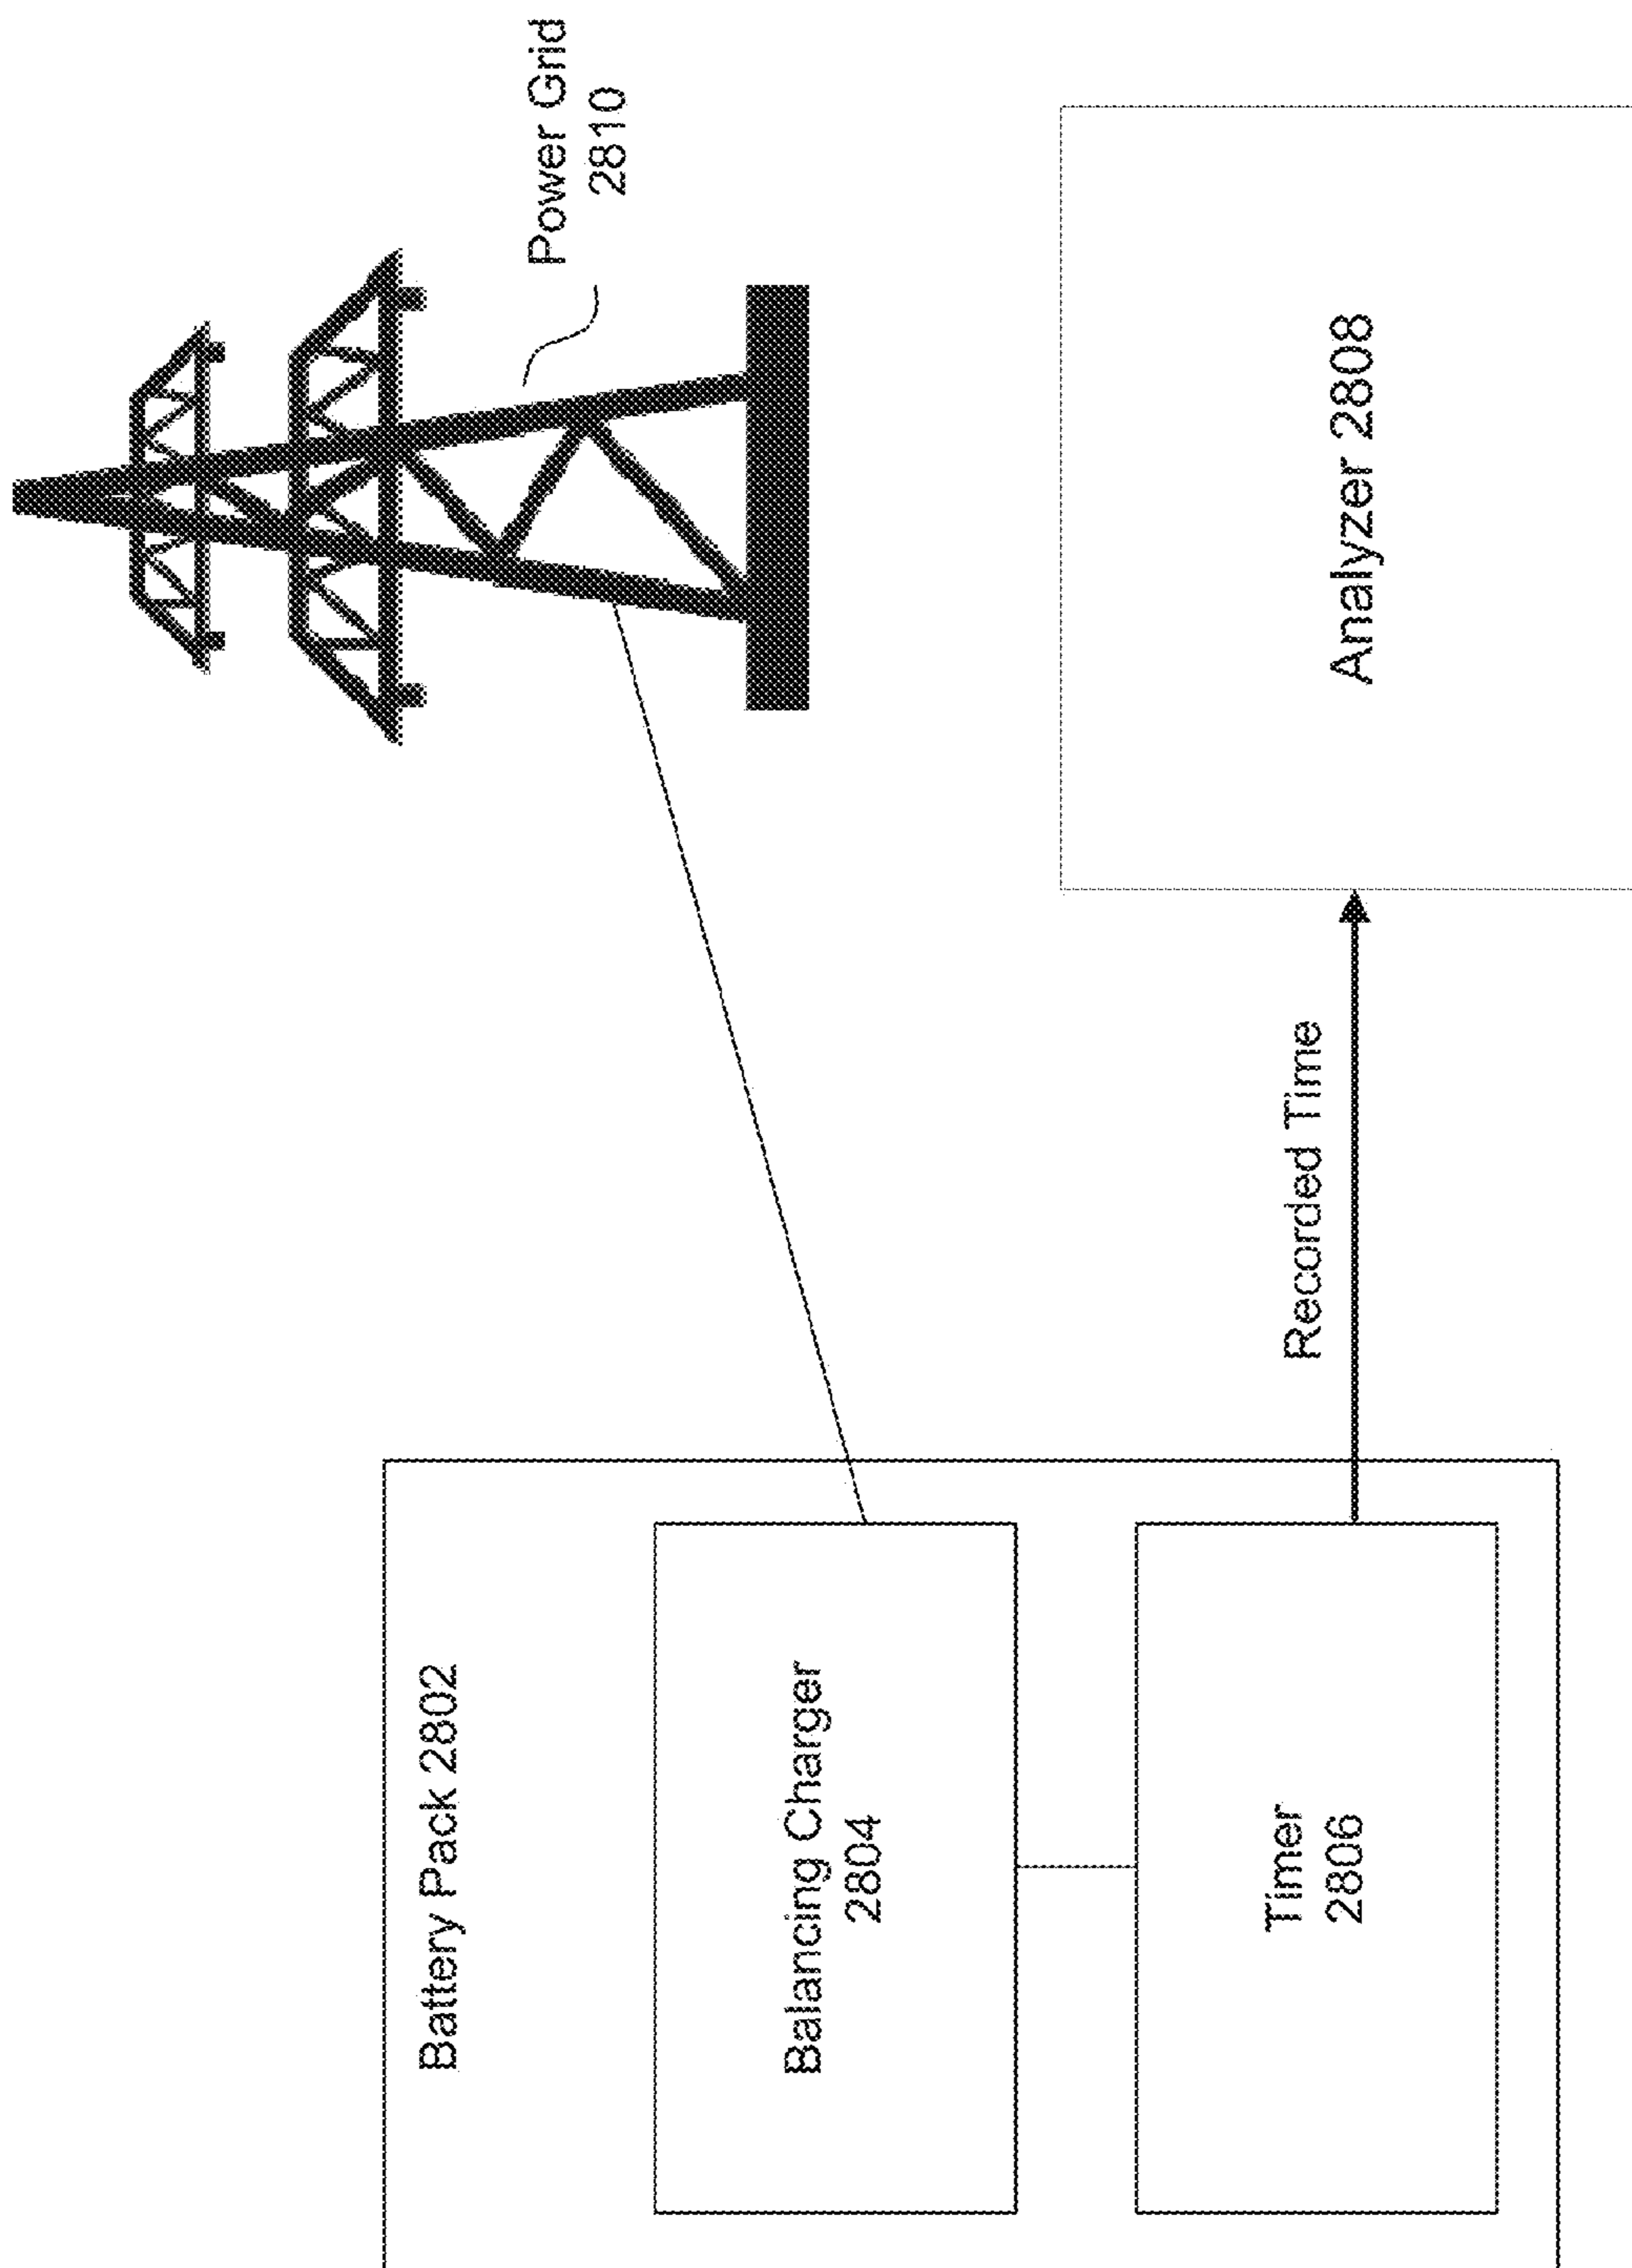 Battery Pack 2802
Balancing Charger
2804
Timer
2806
Recorded Time
Power Grid
2810
Analyzer 2808